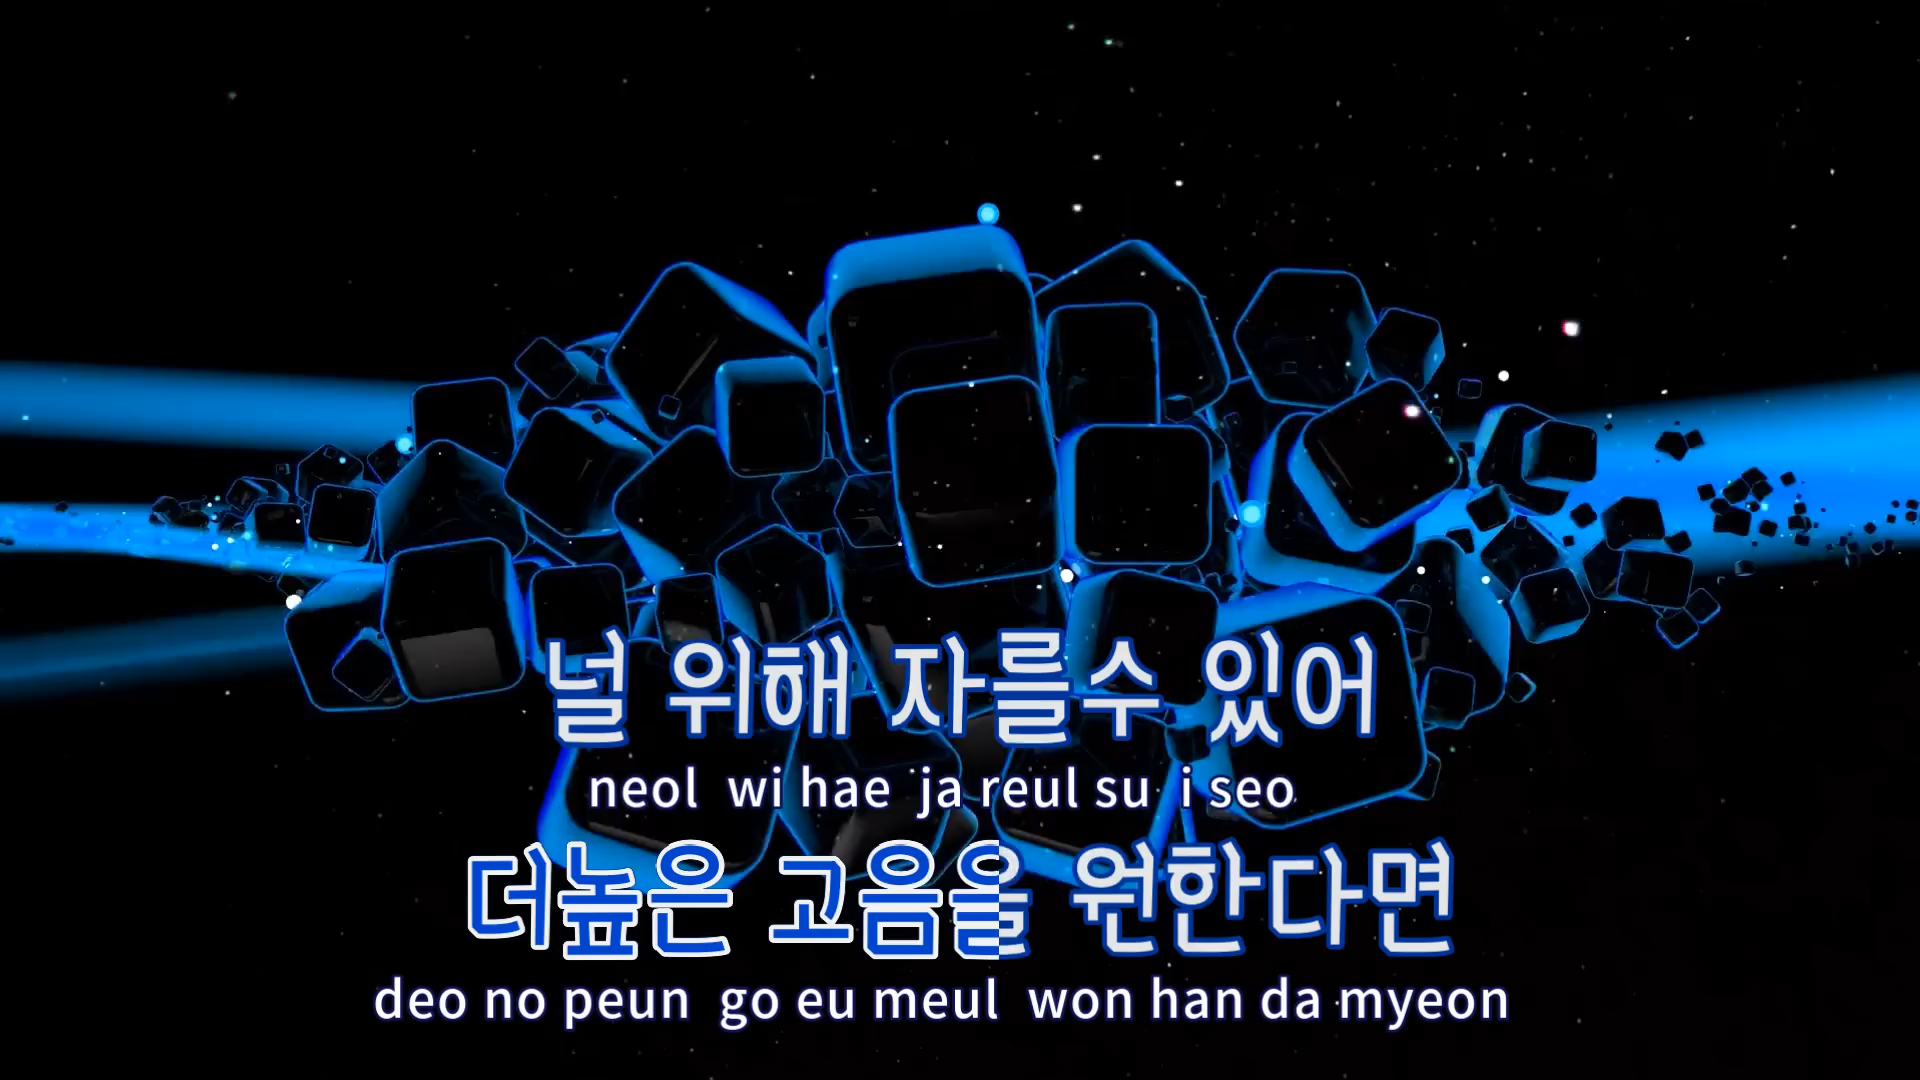 널 위해 자를수 있어
neol wi hae ja reul su i seo
더높은 고음을 원한다면
deo no peun go eu meul won han da myeon